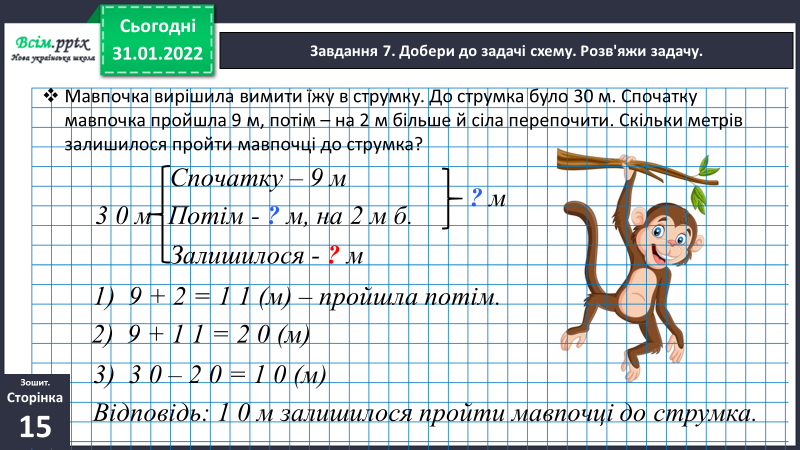 Всім.pptx
Нова українська школа
Сьогодні
31.01.2022
Завдання 7. Добери до задачі схему. Розв'яжи задачу.
❖ Мавпочка вирішила вимити їжу в струмку. До струмка було 30 м. Спочатку
мавпочка пройшла 9 м, потім – на 2 м більше й сіла перепочити. Скільки метрів
залишилося пройти мавпочці до струмка?
Спочатку – 9 м
? м
3 0 м Потім - ? м, на 2 м б.
Залишилося - ? м
1) 9 + 2 = 1 1 (м) – пройшла потім.
2) 9 + 1 1 = 2 0 (м)
3) 3 0 – 2 0 = 1 0 (м)
Відповідь: 1 0 м залишилося пройти мавпочці до струмка.
Зошит.
Сторінка
15